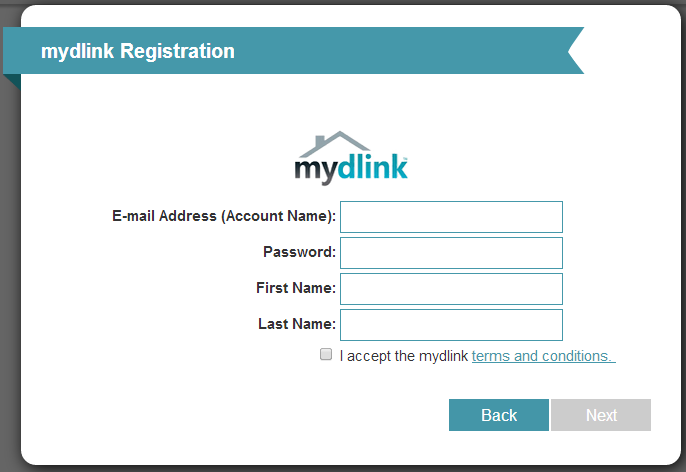 mydlink Registration
mydlink™
E-mail Address (Account Name):
Password:
First Name:
Last Name:
I accept the mydlink terms and conditions.
Back Next